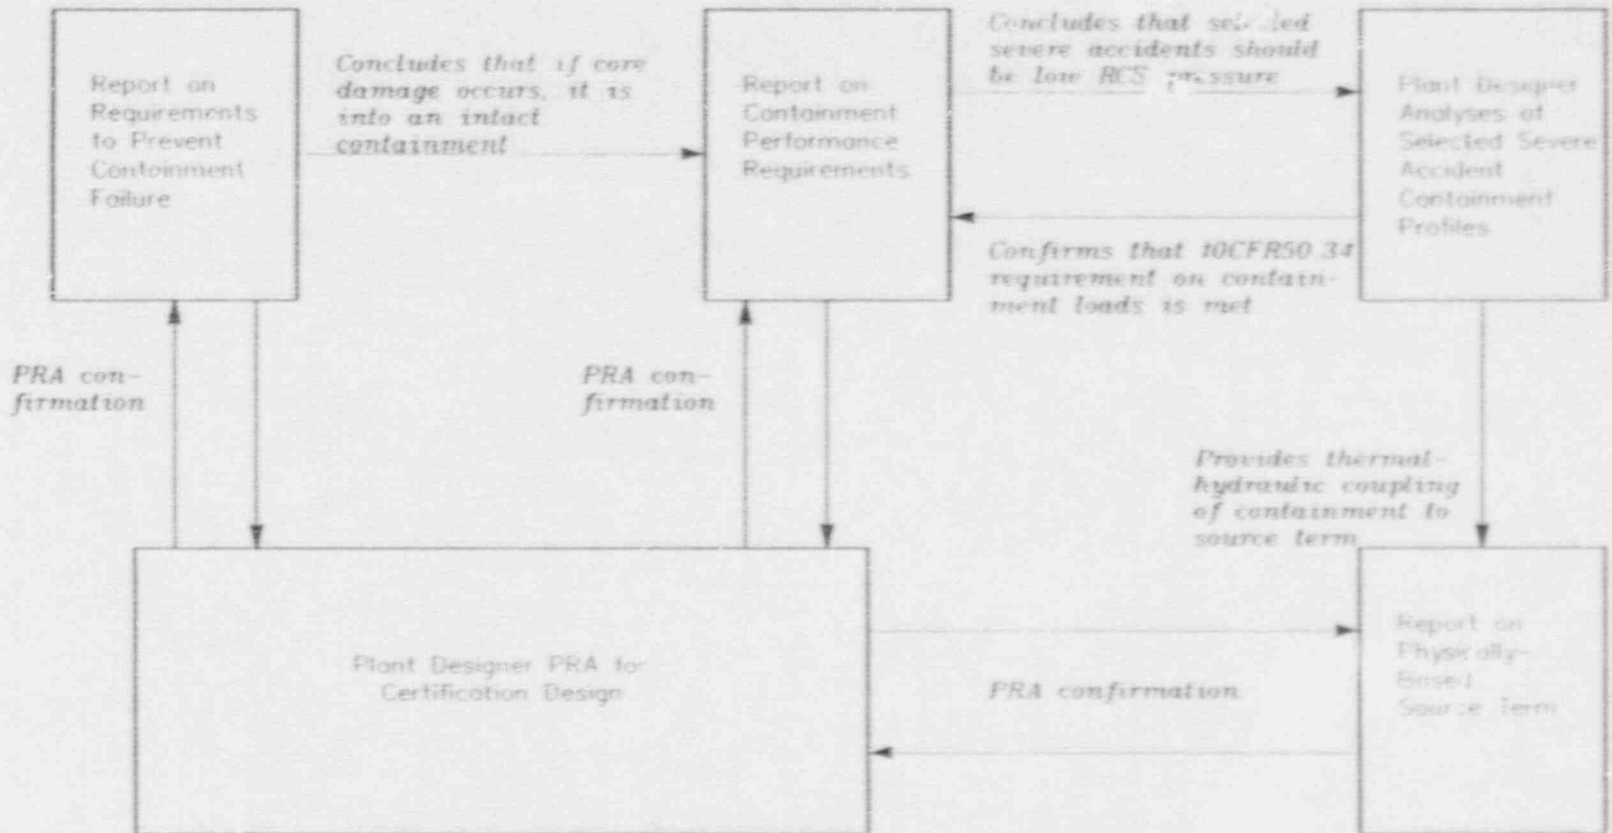 Report on
Requirements
to Prevent
Containment
Failure
Concludes that if core
damage occurs, it is
into an intact
containment
Report on
Containment
Performance
Requirements
Concludes that selected
severe accidents should
be low RCS pressure
Plant Designer
Analyses of
Selected Severe
Accident
Containment
Profiles
Confirms that 10CFR50.34
requirement on contain-
ment loads is met
PRA con-
firmation
PRA con-
firmation
Provides thermal-
hydraulic coupling
of containment to
source term
Plant Designer PRA for
Certification Design
PRA confirmation
Report on
Physically-
Based
Source Term